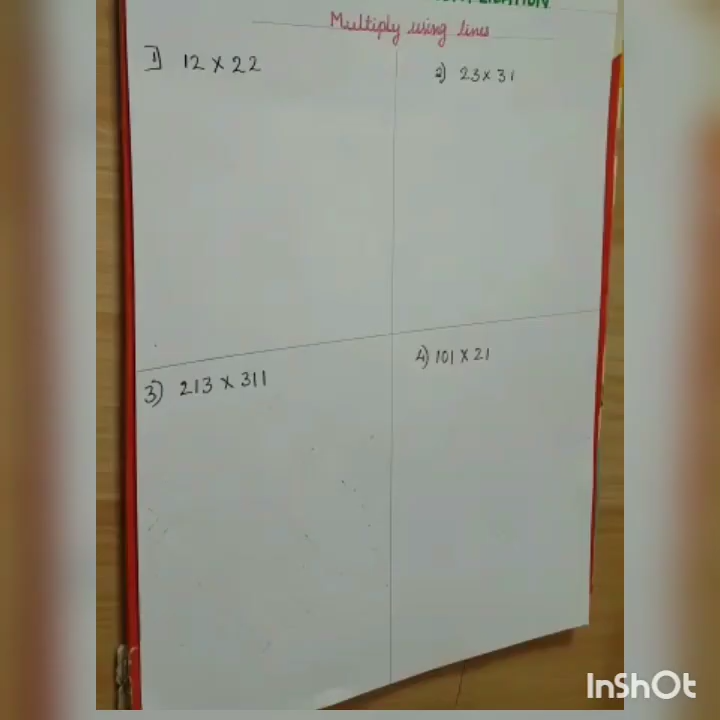 Multiply using lines
1) 12 x 22
2) 23 x 31
3) 213 x 311
4) 101 x 21
InShOt